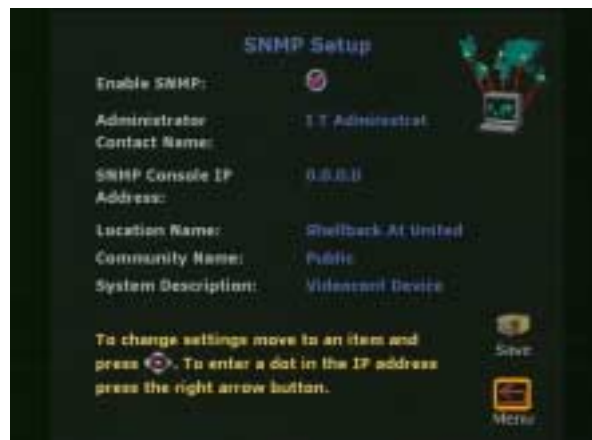 SNMP Setup
Enable SNMP:
Administrator
Contact Name:
I T Administrat
SNMP Console IP
Address:
0.0.0.0
Location Name: Shellback At United
Community Name: Public
System Description: Videoconf Device
To change settings move to an item and
press . To enter a dot in the IP address
press the right arrow button.
Save
Menu